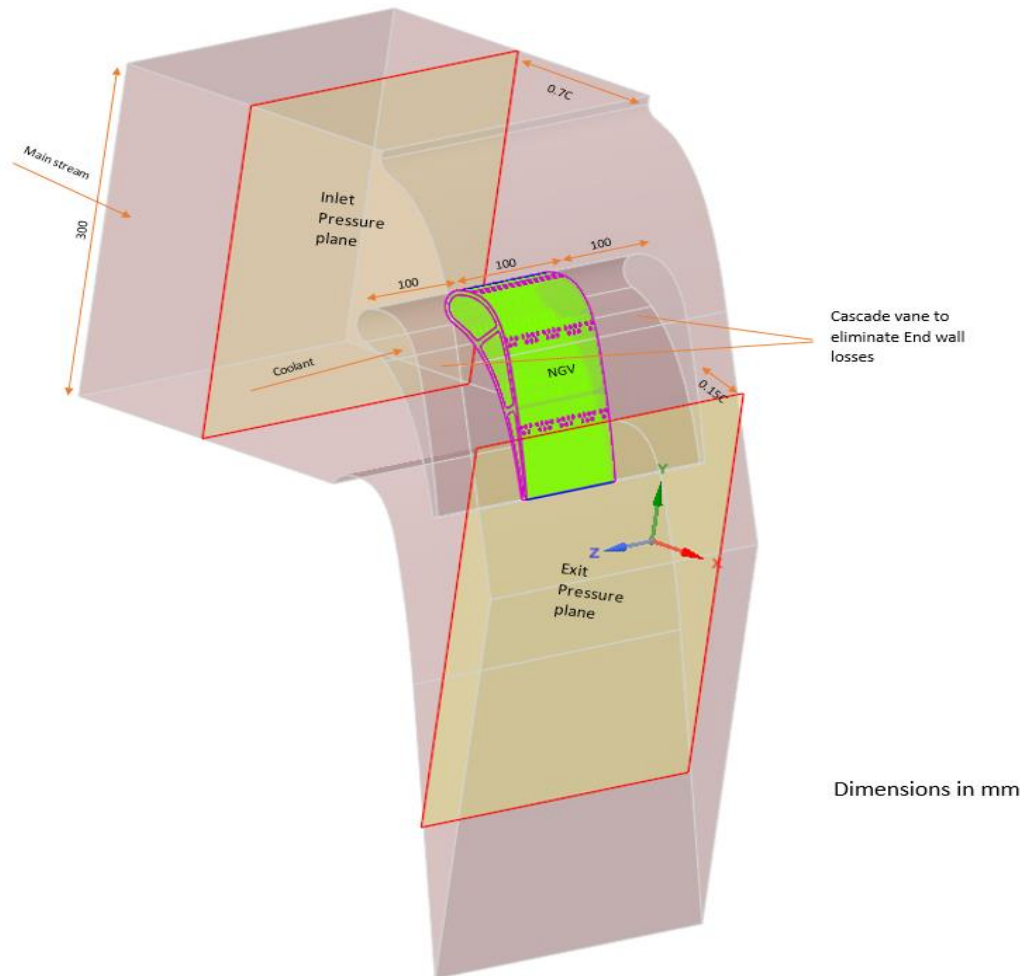 0.7C
Main stream
Inlet
Pressure
plane
300
100
100
100
Cascade vane to
eliminate End wall
losses
Coolant
NGV
0.15C
Y
Z
X
Exit
Pressure
plane
Dimensions in mm